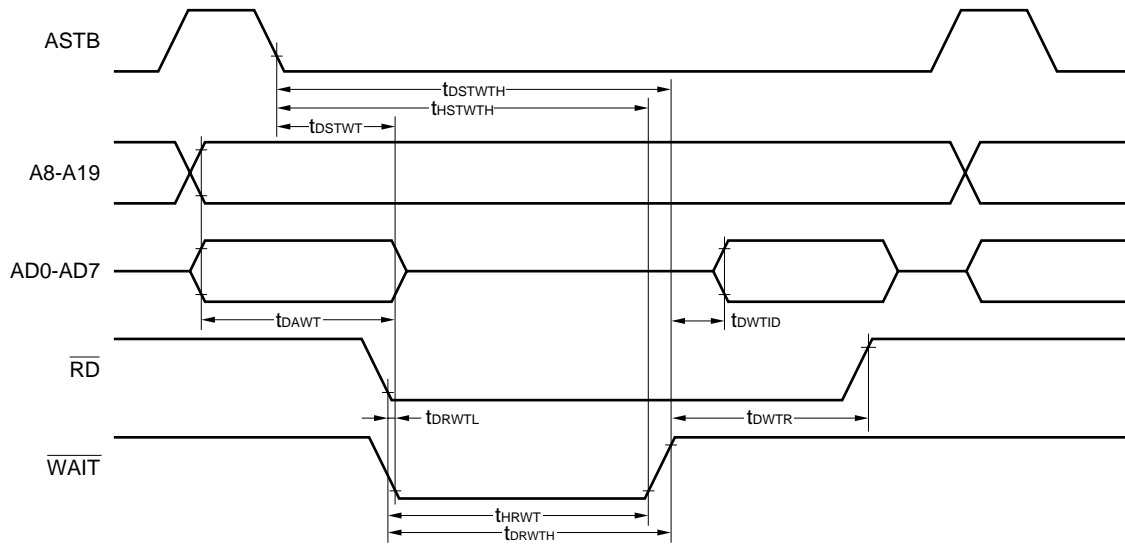 ASTB
tDSTWTH
tHSTWTH
tDSTWT
A8-A19
AD0-AD7
tDAWT
tDWTID
RD
tDRWTL
tDWTR
WAIT
tHRWT
tDRWTH